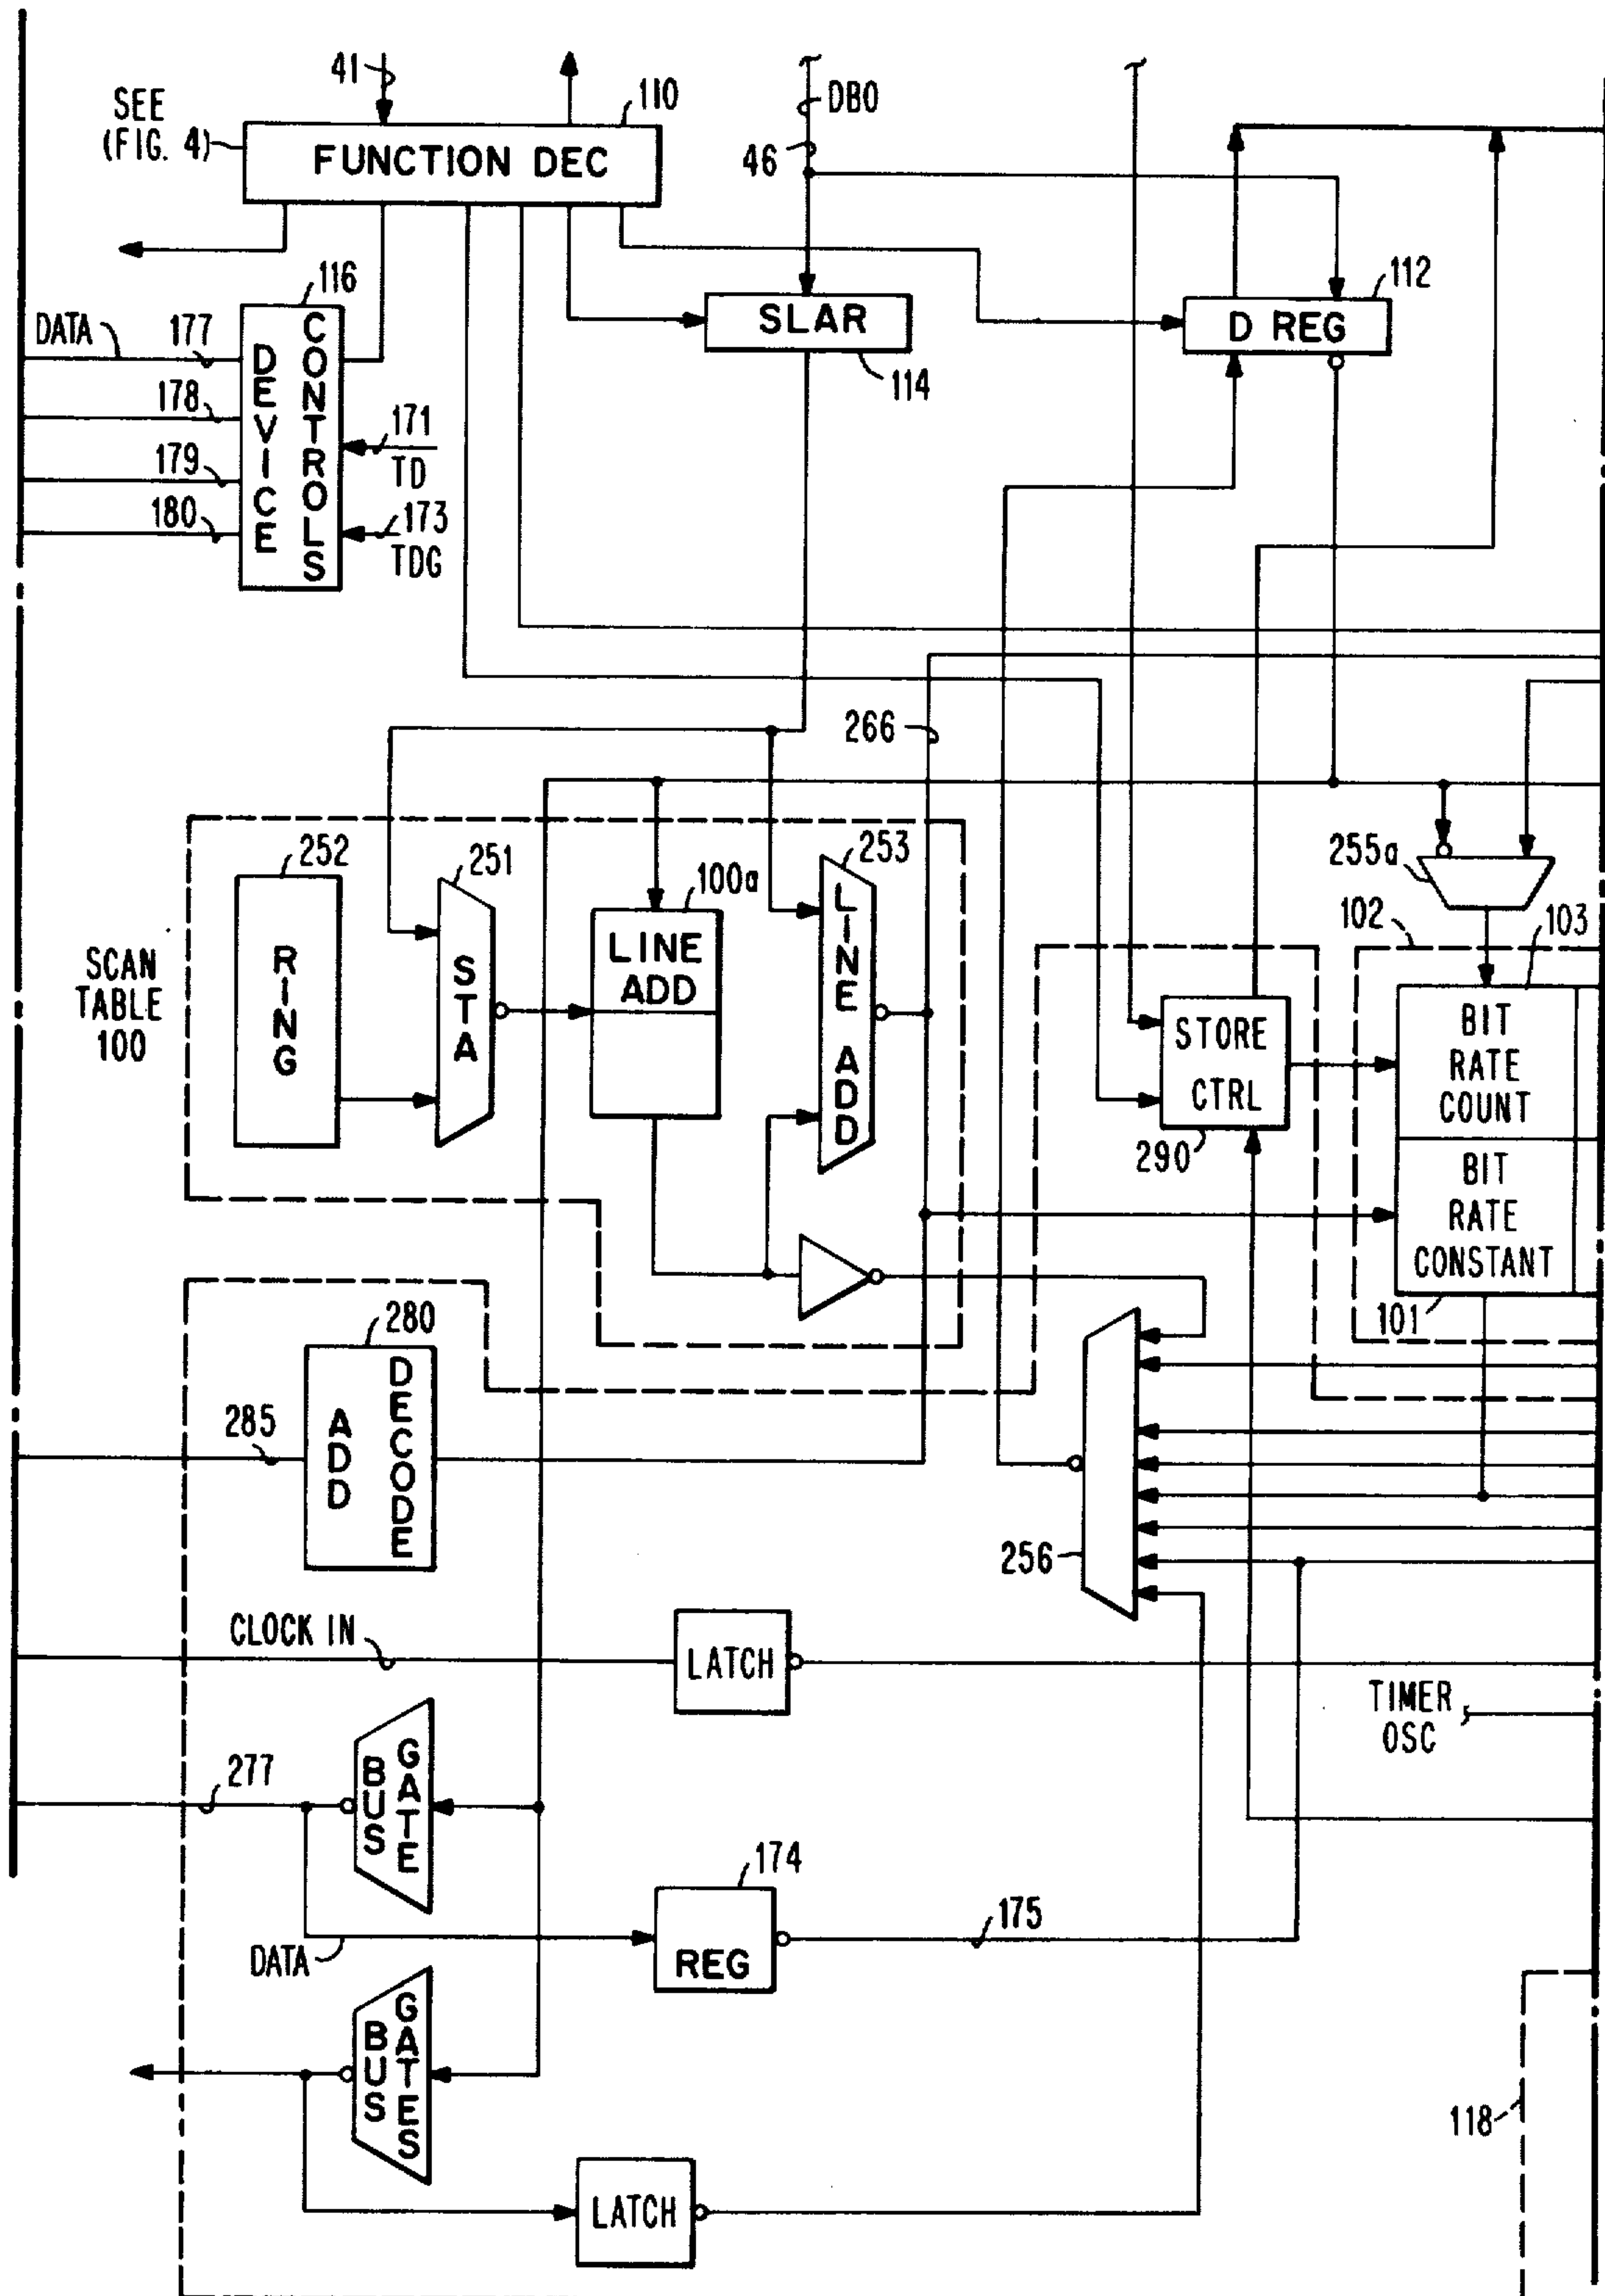 41
110
DBO
SEE
(FIG. 4)
FUNCTION DEC
46
116
112
DATA
177
DEVICE
CONTROLS
SLAR
D REG
114
178
171
TD
179
180
173
TDG
266
252
251
253
100a
255a
102
103
SCAN
TABLE
100
RING
STA
LINE
ADD
LINE ADD
STORE
CTRL
BIT
RATE
COUNT
290
BIT
RATE
CONSTANT
101
280
285
ADD
DECODE
256
CLOCK IN
LATCH
TIMER
OSC
277
BUS
GATE
174
175
REG
DATA
BUS
GATES
118
LATCH